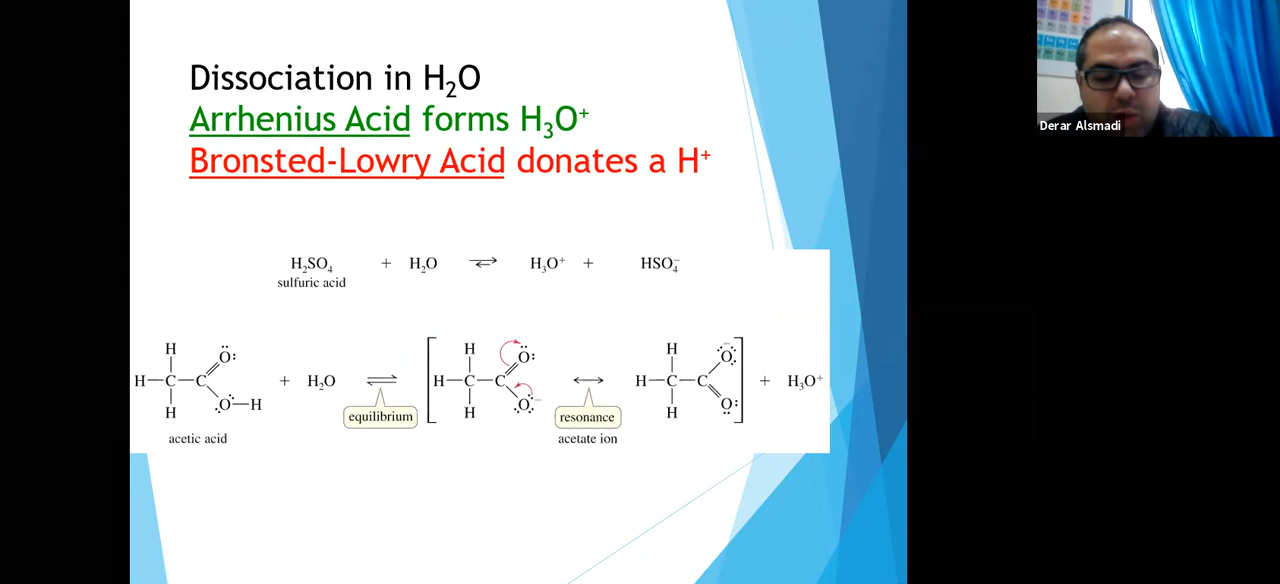 Dissociation in H₂O
Arrhenius Acid forms H₃O⁺
Bronsted-Lowry Acid donates a H⁺
Derar Alsmadi
H₂SO₄ + H₂O ⇌ H₃O⁺ + HSO₄⁻
sulfuric acid
H H H
Ö: Ö: :Ö:⁻
H—C—C + H₂O ⇌ H—C—C ↔ H—C—C + H₃O⁺
H :Ö—H H :Ö:⁻ H Ö:
equilibrium resonance
acetic acid acetate ion